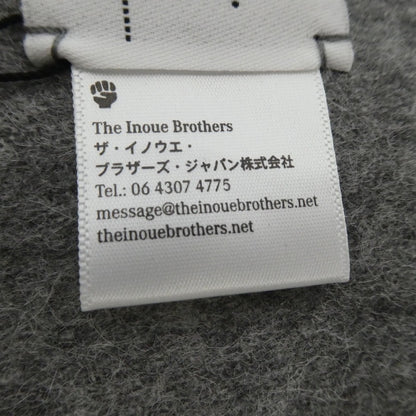 The Inoue Brothers
ザ・イノウエ・
ブラザーズ・ジャパン株式会社
Tel.: 06 4307 4775
message@theinouebrothers.net
theinouebrothers.net